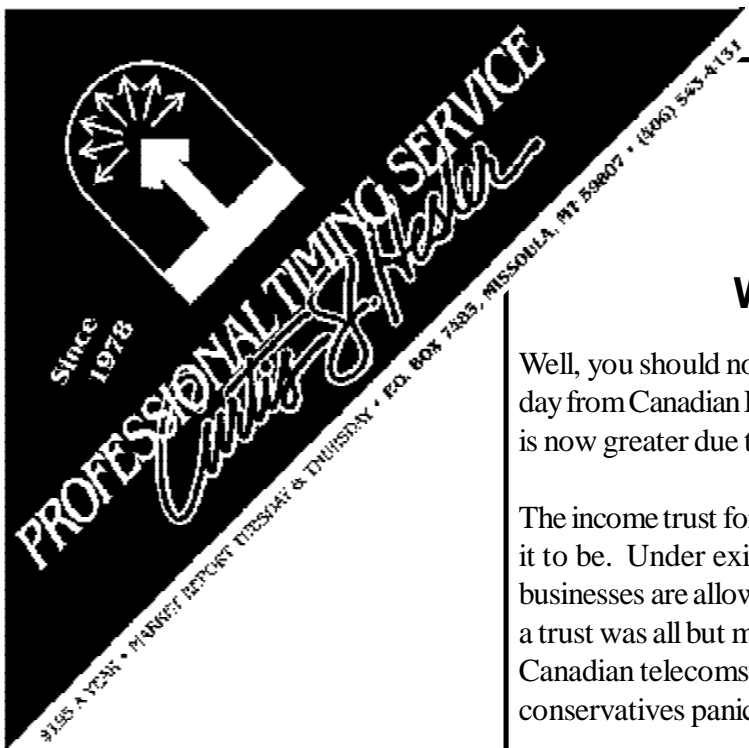 PROFESSIONAL TIMING SERVICE
Curtis J. Hesler
Since
1978
$195 A YEAR • MARKET REPORT TUESDAY & THURSDAY • P.O. BOX 7483, MISSOULA, MT 59807 • (406) 543-4131
W
Well, you should no
day from Canadian
is now greater due t
The income trust fo
it to be. Under exi
businesses are allow
a trust was all but m
Canadian telecoms
conservatives panic